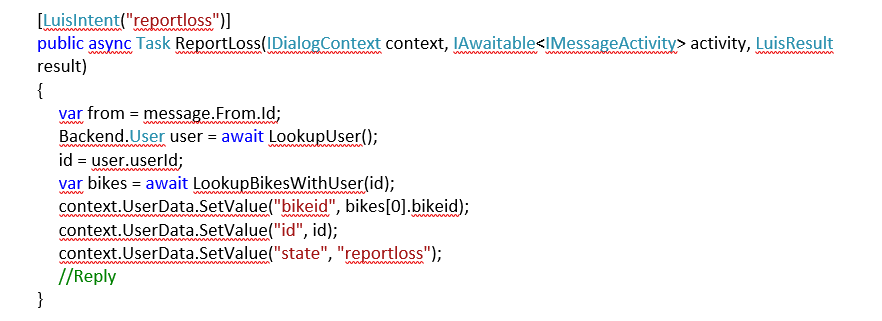 [LuisIntent("reportloss")]
public async Task ReportLoss(IDialogContext context, IAwaitable<IMessageActivity> activity, LuisResult
result)
{
var from = message.From.Id;
Backend.User user = await LookupUser();
id = user.userId;
var bikes = await LookupBikesWithUser(id);
context.UserData.SetValue("bikeid", bikes[0].bikeid);
context.UserData.SetValue("id", id);
context.UserData.SetValue("state", "reportloss");
//Reply
}